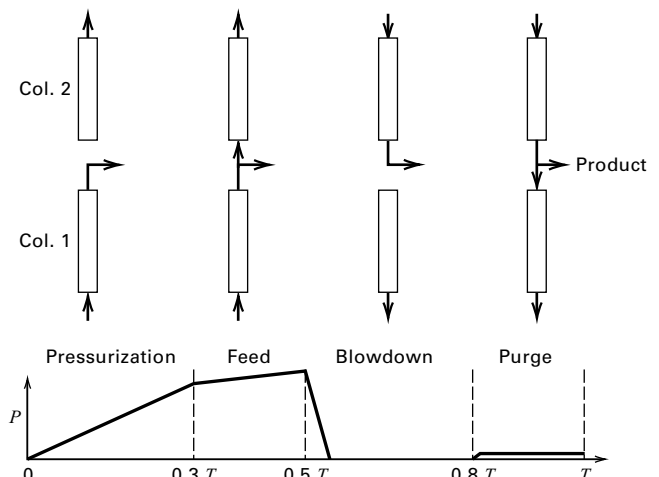 Col. 2
Product
Col. 1
Pressurization Feed Blowdown Purge
P
0 0.3 T 0.5 T 0.8 T T